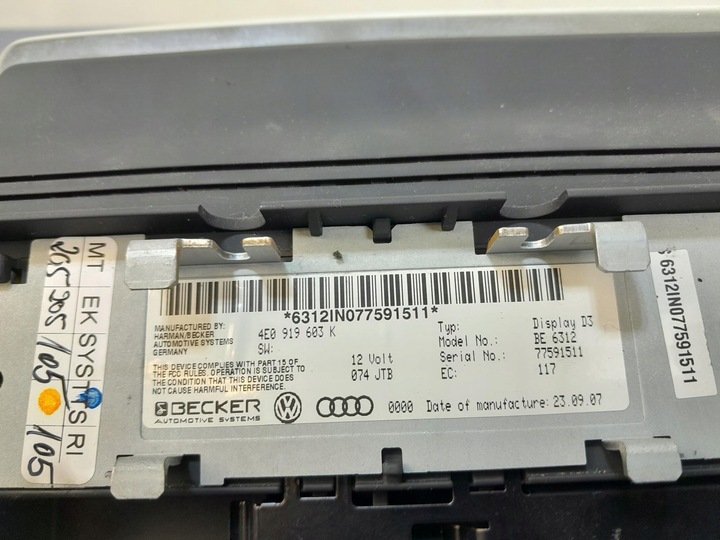 *6312IN077591511*
MANUFACTURED BY:
HARMAN/BECKER
AUTOMOTIVE SYSTEMS
GERMANY
4E0 919 603 K
SW:
Typ: Display D3
Model No.: BE 6312
Serial No.: 77591511
EC: 117
12 Volt
074 JTB
THIS DEVICE COMPLIES WITH PART 15 OF
THE FCC RULES. OPERATION IS SUBJECT TO
THE CONDITION THAT THIS DEVICE DOES
NOT CAUSE HARMFUL INTERFERENCE.
BECKER
AUTOMOTIVE SYSTEMS
0000 Date of manufacture: 23.09.07
MT EK SYST SRI
105 105
6312IN077591511